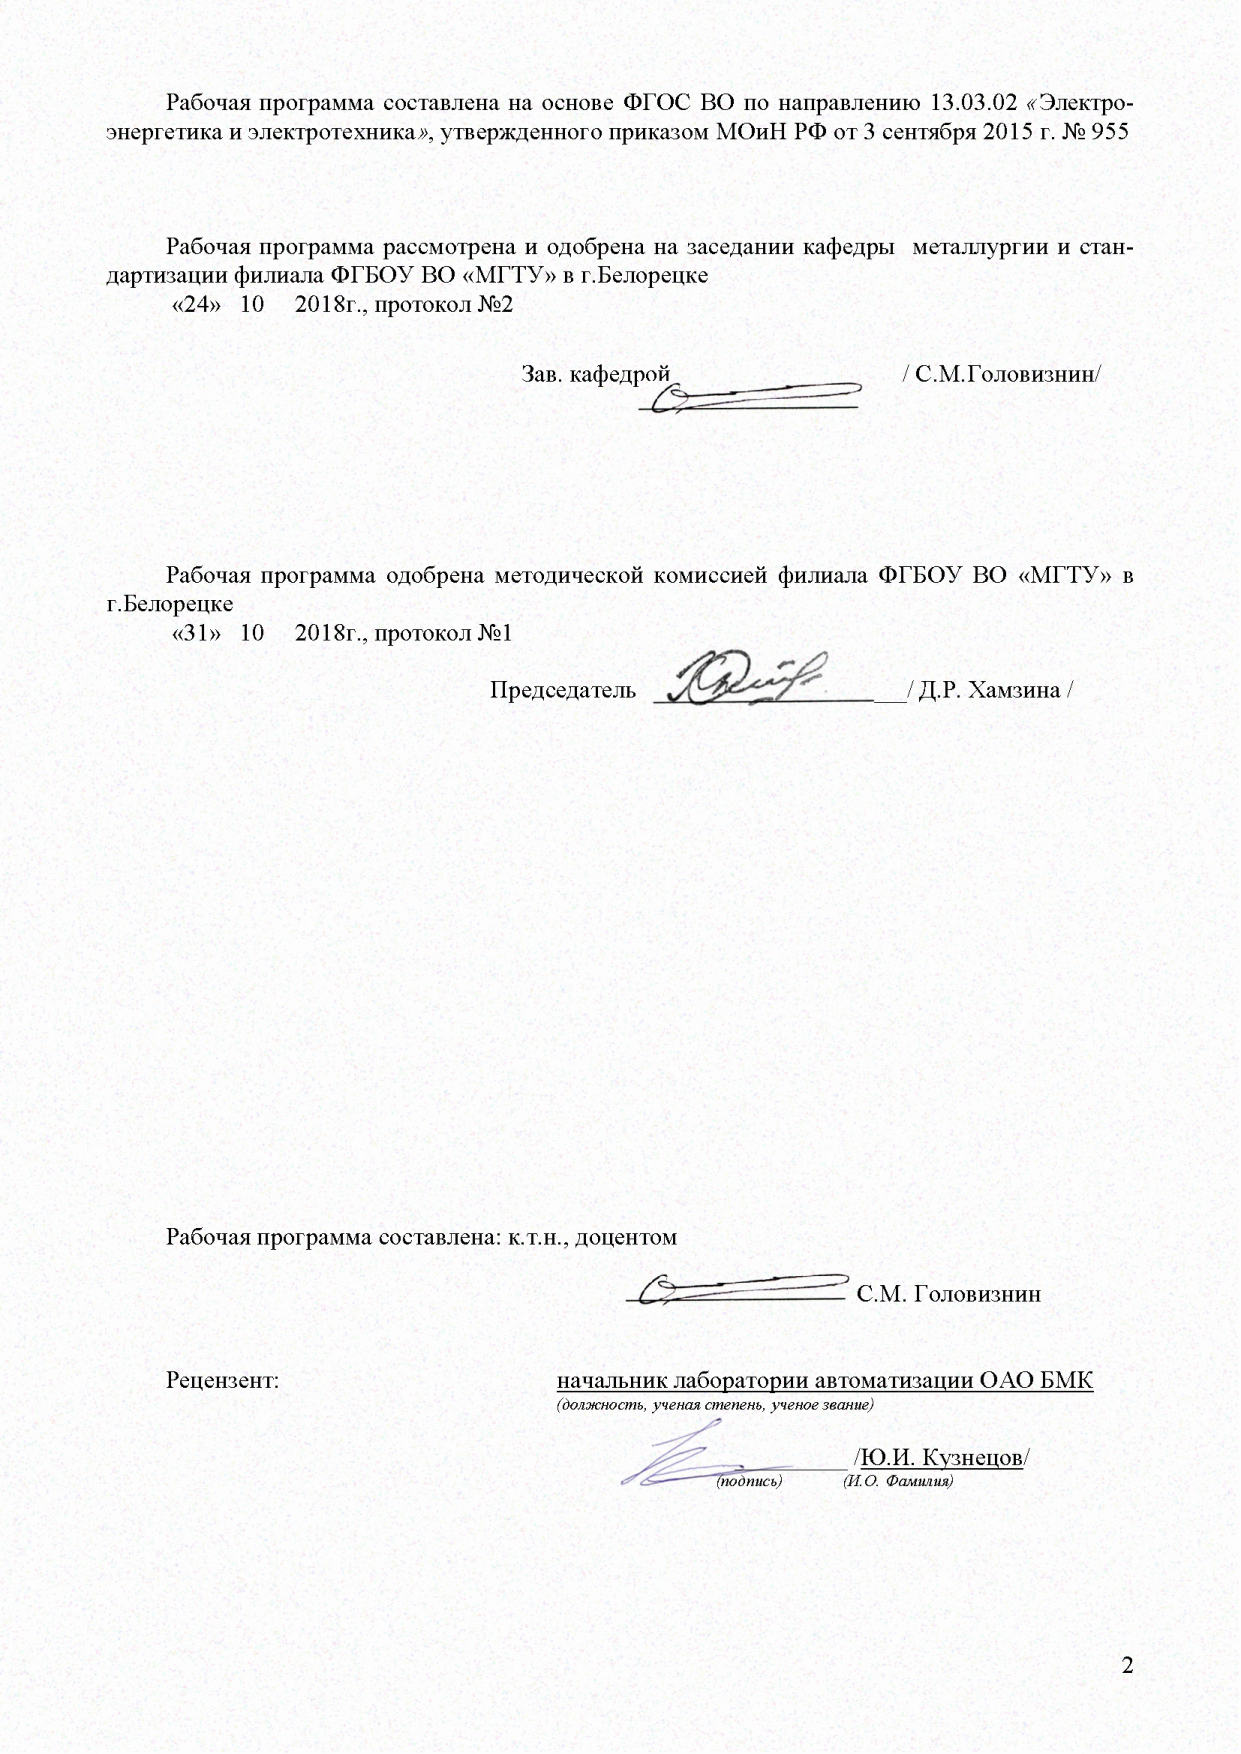 Рабочая программа составлена на основе ФГОС ВО по направлению 13.03.02 «Электро-
энергетика и электротехника», утвержденного приказом МОиН РФ от 3 сентября 2015 г. № 955
Рабочая программа рассмотрена и одобрена на заседании кафедры металлургии и стан-
дартизации филиала ФГБОУ ВО «МГТУ» в г.Белорецке
«24» 10 2018г., протокол №2
Зав. кафедрой / С.М.Головизнин/
Рабочая программа одобрена методической комиссией филиала ФГБОУ ВО «МГТУ» в
г.Белорецке
«31» 10 2018г., протокол №1
Председатель ___/ Д.Р. Хамзина /
Рабочая программа составлена: к.т.н., доцентом
С.М. Головизнин
Рецензент: начальник лаборатории автоматизации ОАО БМК
(должность, ученая степень, ученое звание)
/Ю.И. Кузнецов/
(подпись) (И.О. Фамилия)
2